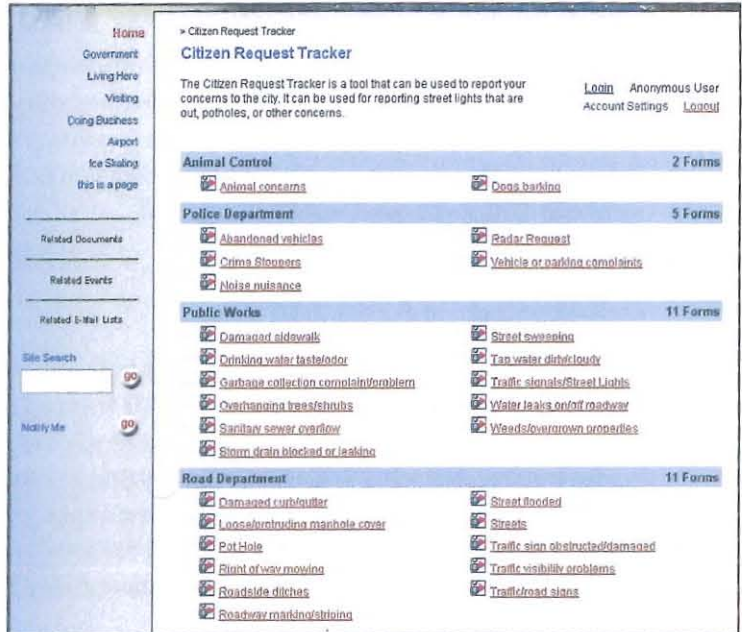 Home
Government
Living Here
Visiting
Doing Business
Airport
Ice Skating
this is a page
Related Documents
Related Events
Related E-Mail Lists
Site Search
go
Notify Me
go
> Citizen Request Tracker
Citizen Request Tracker
The Citizen Request Tracker is a tool that can be used to report your
concerns to the city. It can be used for reporting street lights that are
out, potholes, or other concerns.
Login Anonymous User
Account Settings Logout
Animal Control 2 Forms
Animal concerns Dogs barking
Police Department 5 Forms
Abandoned vehicles Radar Request
Crime Stoppers Vehicle or parking complaints
Noise nuisance
Public Works 11 Forms
Damaged sidewalk Street sweeping
Drinking water taste/odor Tap water dirty/cloudy
Garbage collection complaint/problem Traffic signals/Street Lights
Overhanging trees/shrubs Water leaks on/off roadway
Sanitary sewer overflow Weeds/overgrown properties
Storm drain blocked or leaking
Road Department 11 Forms
Damaged curb/gutter Street flooded
Loose/protruding manhole cover Streets
Pot Hole Traffic sign obstructed/damaged
Right of way mowing Traffic visibility problems
Roadside ditches Traffic/road signs
Roadway marking/striping